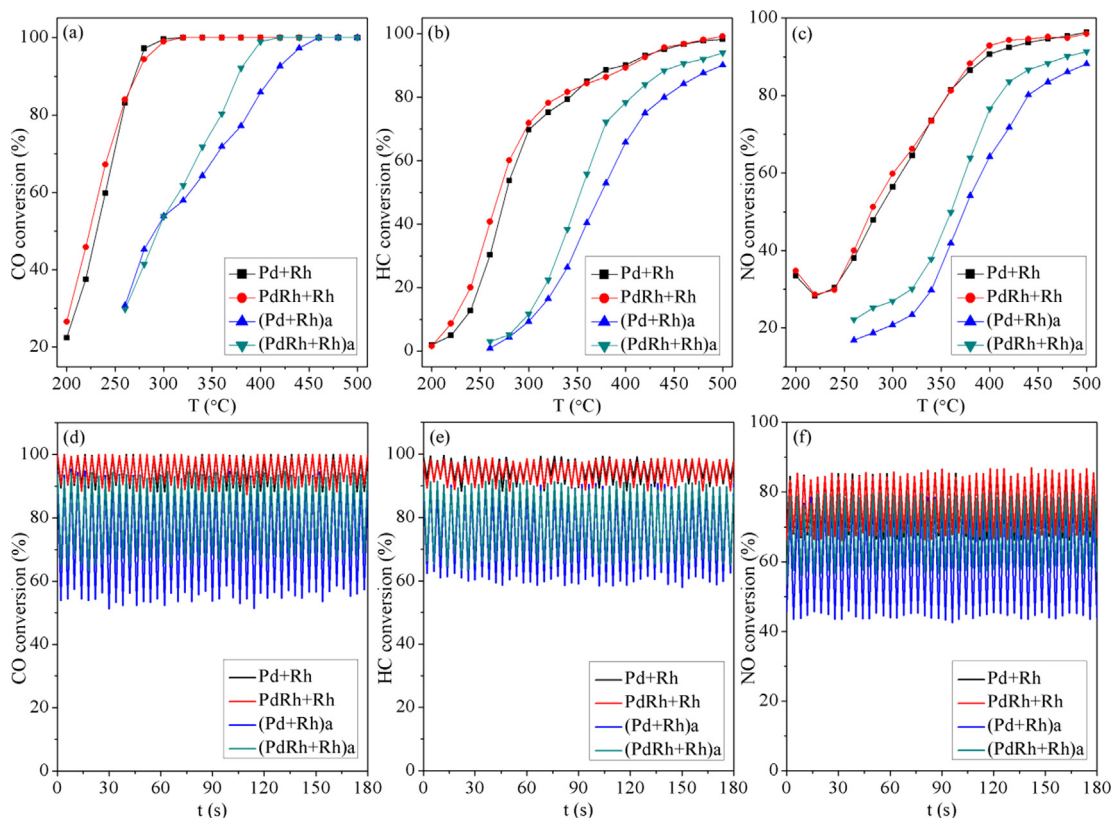 (a)
CO conversion (%)
100
80
60
40
20
Pd+Rh
PdRh+Rh
(Pd+Rh)a
(PdRh+Rh)a
200 250 300 350 400 450 500
T (°C)
(b)
HC conversion (%)
100
80
60
40
20
0
Pd+Rh
PdRh+Rh
(Pd+Rh)a
(PdRh+Rh)a
200 250 300 350 400 450 500
T (°C)
(c)
NO conversion (%)
100
80
60
40
20
Pd+Rh
PdRh+Rh
(Pd+Rh)a
(PdRh+Rh)a
200 250 300 350 400 450 500
T (°C)
(d)
CO conversion (%)
100
80
60
40
20
0
Pd+Rh
PdRh+Rh
(Pd+Rh)a
(PdRh+Rh)a
0 30 60 90 120 150 180
t (s)
(e)
HC conversion (%)
100
80
60
40
20
0
Pd+Rh
PdRh+Rh
(Pd+Rh)a
(PdRh+Rh)a
0 30 60 90 120 150 180
t (s)
(f)
NO conversion (%)
100
80
60
40
20
0
Pd+Rh
PdRh+Rh
(Pd+Rh)a
(PdRh+Rh)a
0 30 60 90 120 150 180
t (s)